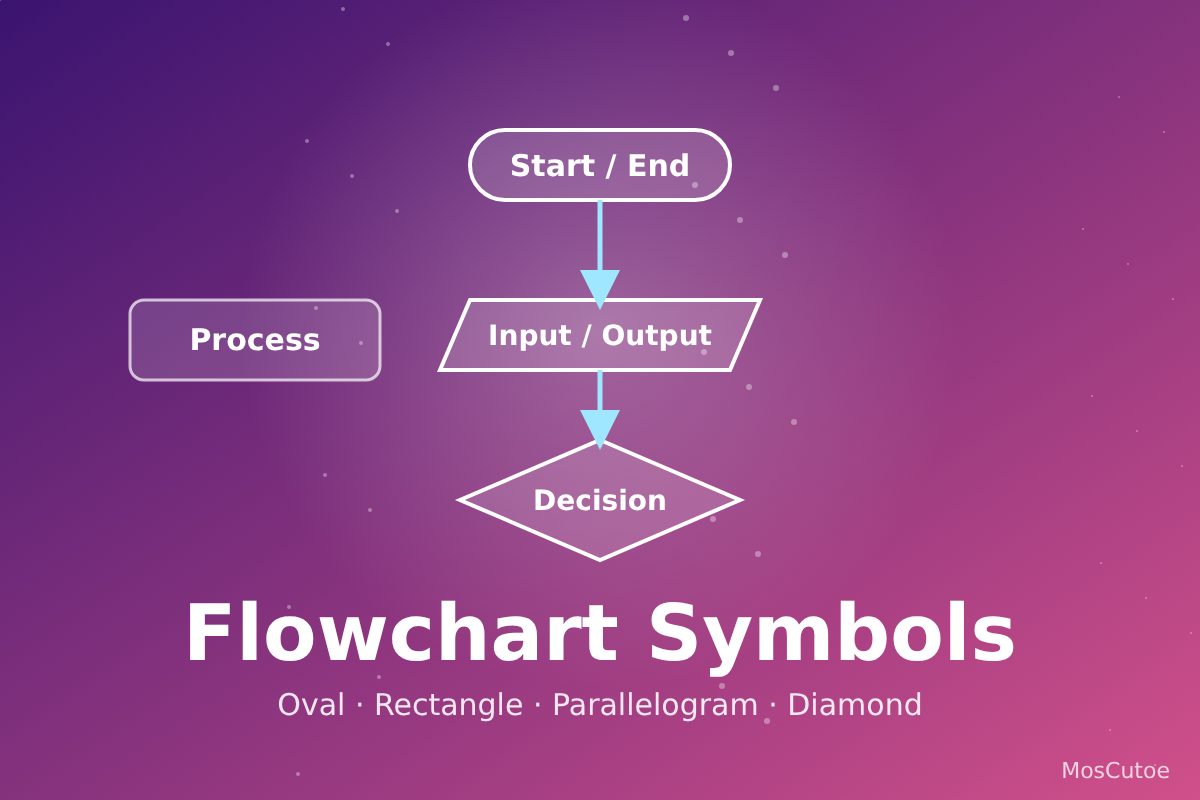 Start / End
Process
Input / Output
Decision
Flowchart Symbols
Oval · Rectangle · Parallelogram · Diamond
MosCutoe